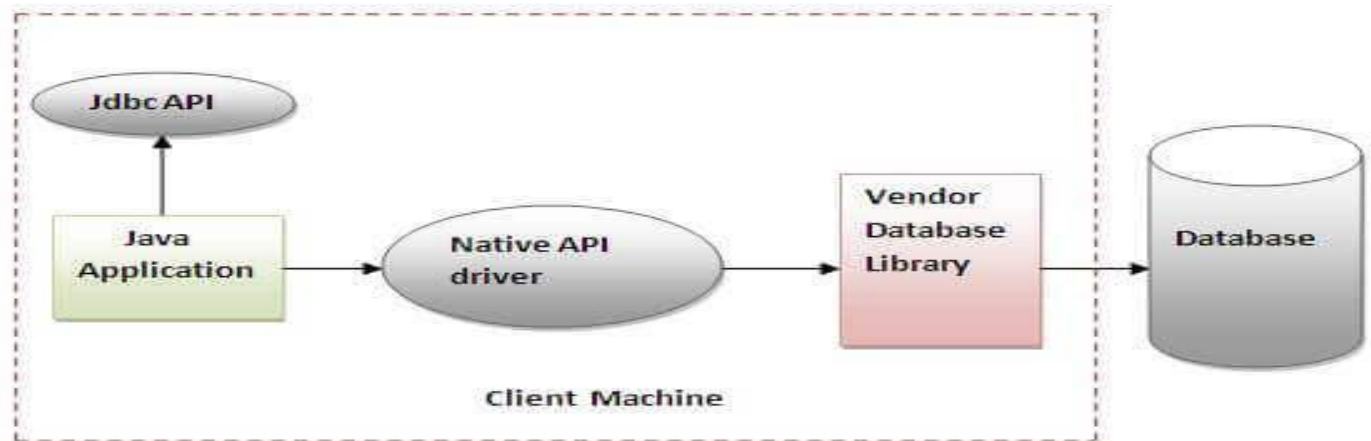 Jdbc API
Java
Application
Native API
driver
Vendor
Database
Library
Database
Client Machine